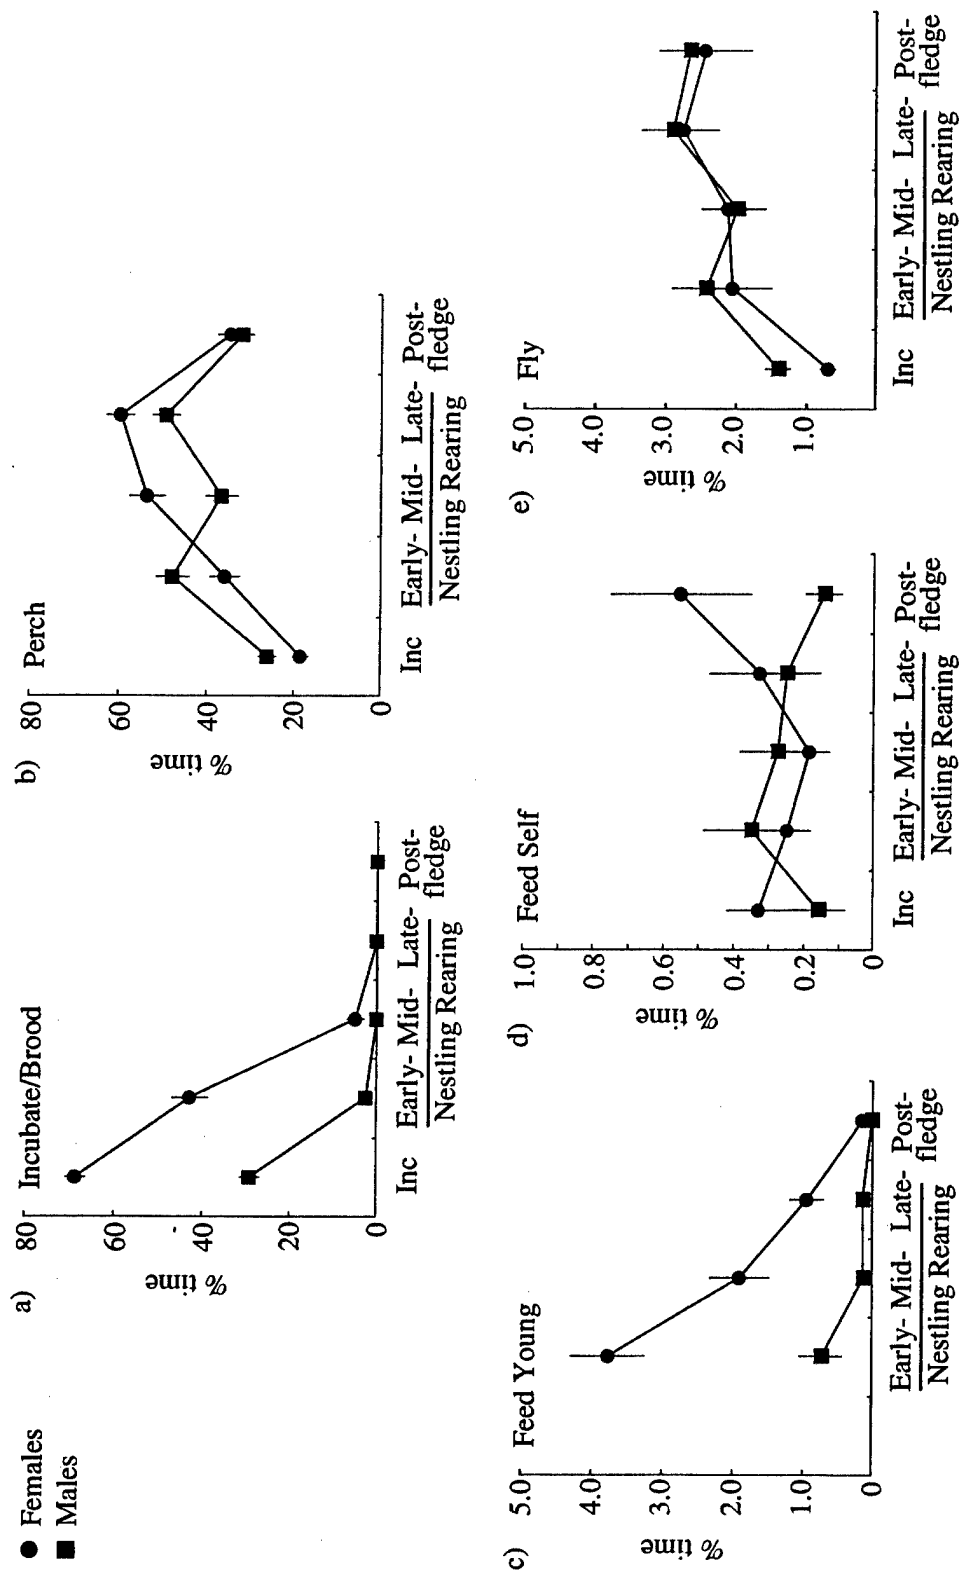 ● Females
■ Males
a)
Incubate/Brood
80
60
40
20
0
% time
Inc
Early- Mid- Late- Post-
fledge
Nestling Rearing
b)
Perch
80
60
40
20
0
% time
Inc
Early- Mid- Late- Post-
fledge
Nestling Rearing
c)
Feed Young
5.0
4.0
3.0
2.0
1.0
0
% time
Early- Mid- Late- Post-
fledge
Nestling Rearing
d)
Feed Self
1.0
0.8
0.6
0.4
0.2
0
% time
Inc
Early- Mid- Late- Post-
fledge
Nestling Rearing
e)
Fly
5.0
4.0
3.0
2.0
1.0
% time
Inc
Early- Mid- Late- Post-
fledge
Nestling Rearing